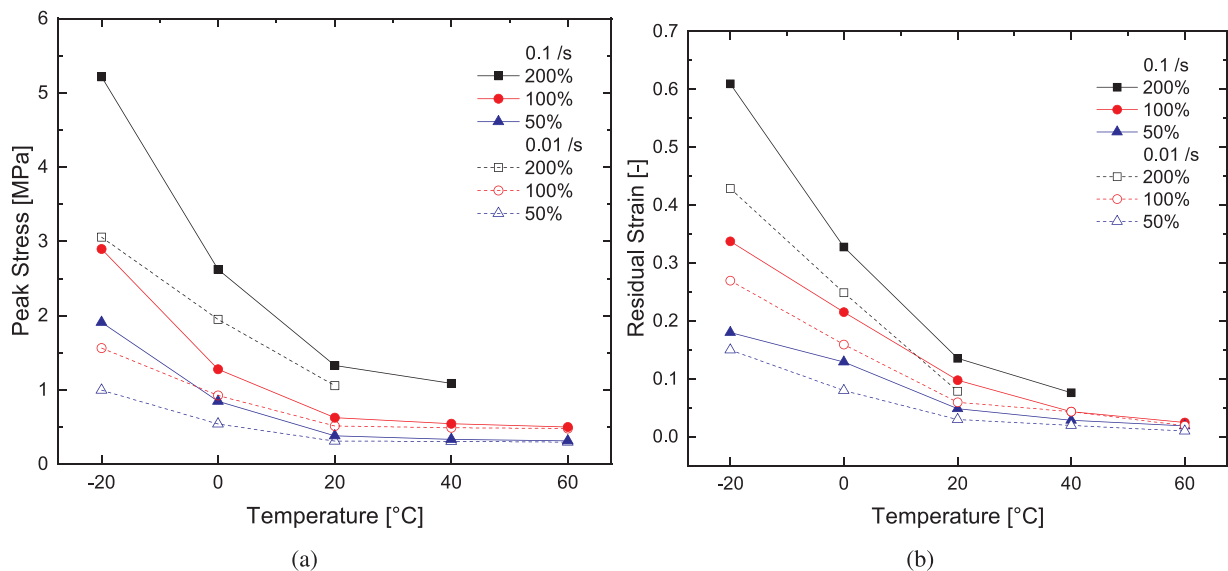 6
5
4
3
2
1
0
Peak Stress [MPa]
0.1 /s
200%
100%
50%
0.01 /s
200%
100%
50%
-20 0 20 40 60
Temperature [°C]
(a)
0.7
0.6
0.5
0.4
0.3
0.2
0.1
0.0
Residual Strain [-]
0.1 /s
200%
100%
50%
0.01 /s
200%
100%
50%
-20 0 20 40 60
Temperature [°C]
(b)